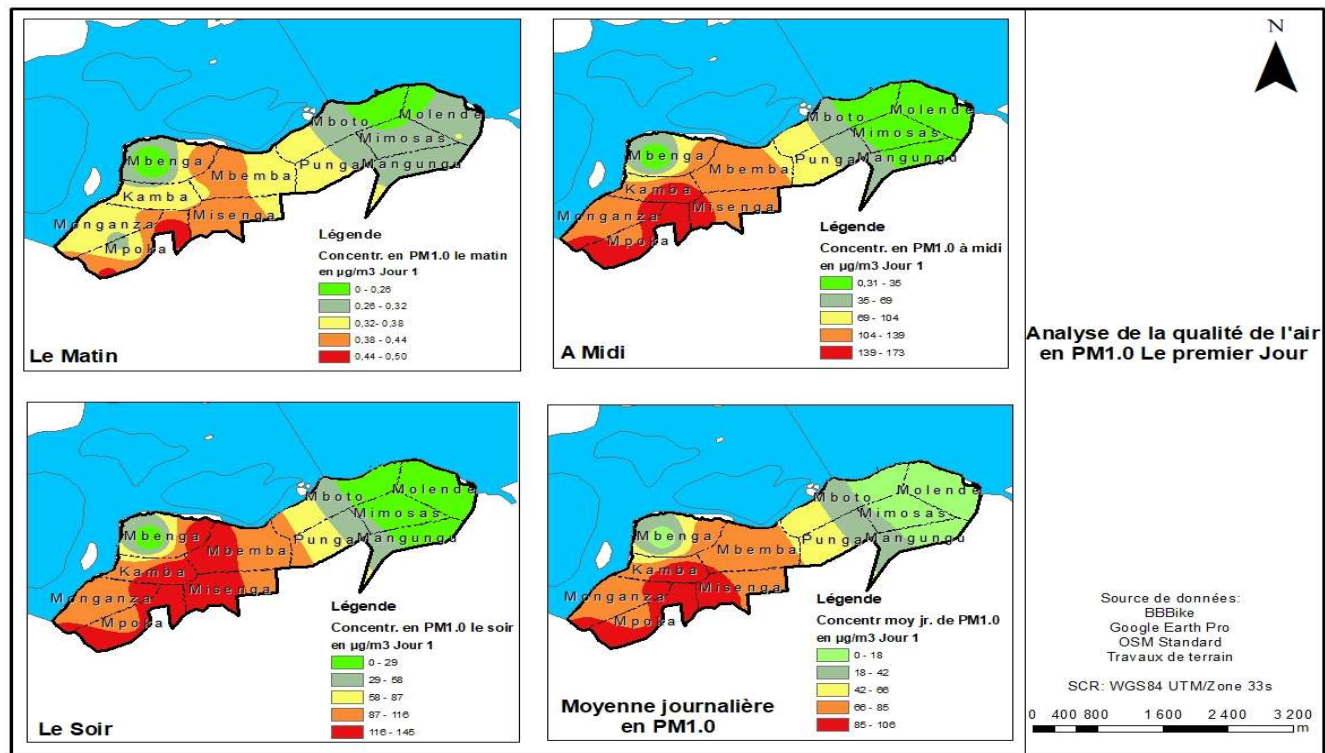 Mbenga
Mboto
Molende
Mimosas
Punga
Mangungu
Mbemba
Kamba
Misenga
Monganza
Mpoka
Légende
Concentr. en PM1.0 le matin
en µg/m3 Jour 1
0 - 0,26
0,26 - 0,32
0,32- 0,38
0,38 - 0,44
0,44 - 0,50
Le Matin
Mboto
Molende
Mimosas
Mbenga
Punga
Mangungu
Mbemba
Kamba
Misenga
Monganza
Mpoka
Légende
Concentr. en PM1.0 à midi
en µg/m3 Jour 1
0,31 - 35
35 - 69
69 - 104
104 - 139
139 - 173
A Midi
Mboto
Molende
Mimosas
Mbenga
Punga
Mangungu
Mbemba
Kamba
Misenga
Monganza
Mpoka
Légende
Concentr. en PM1.0 le soir
en µg/m3 Jour 1
0 - 29
29 - 58
58 - 87
87 - 116
116 - 145
Le Soir
Mboto
Molende
Mimosas
Mbenga
Punga
Mangungu
Mbemba
Kamba
Misenga
Monganza
Mpoka
Légende
Concentr moy jr. de PM1.0
en µg/m3 Jour 1
0 - 18
18 - 42
42 - 66
66 - 85
85 - 106
Moyenne journalière
en PM1.0
N
Analyse de la qualité de l'air
en PM1.0 Le premier Jour
Source de données:
BBBike
Google Earth Pro
OSM Standard
Travaux de terrain
SCR: WGS84 UTM/Zone 33s
0 400 800 1 600 2 400 3 200
m